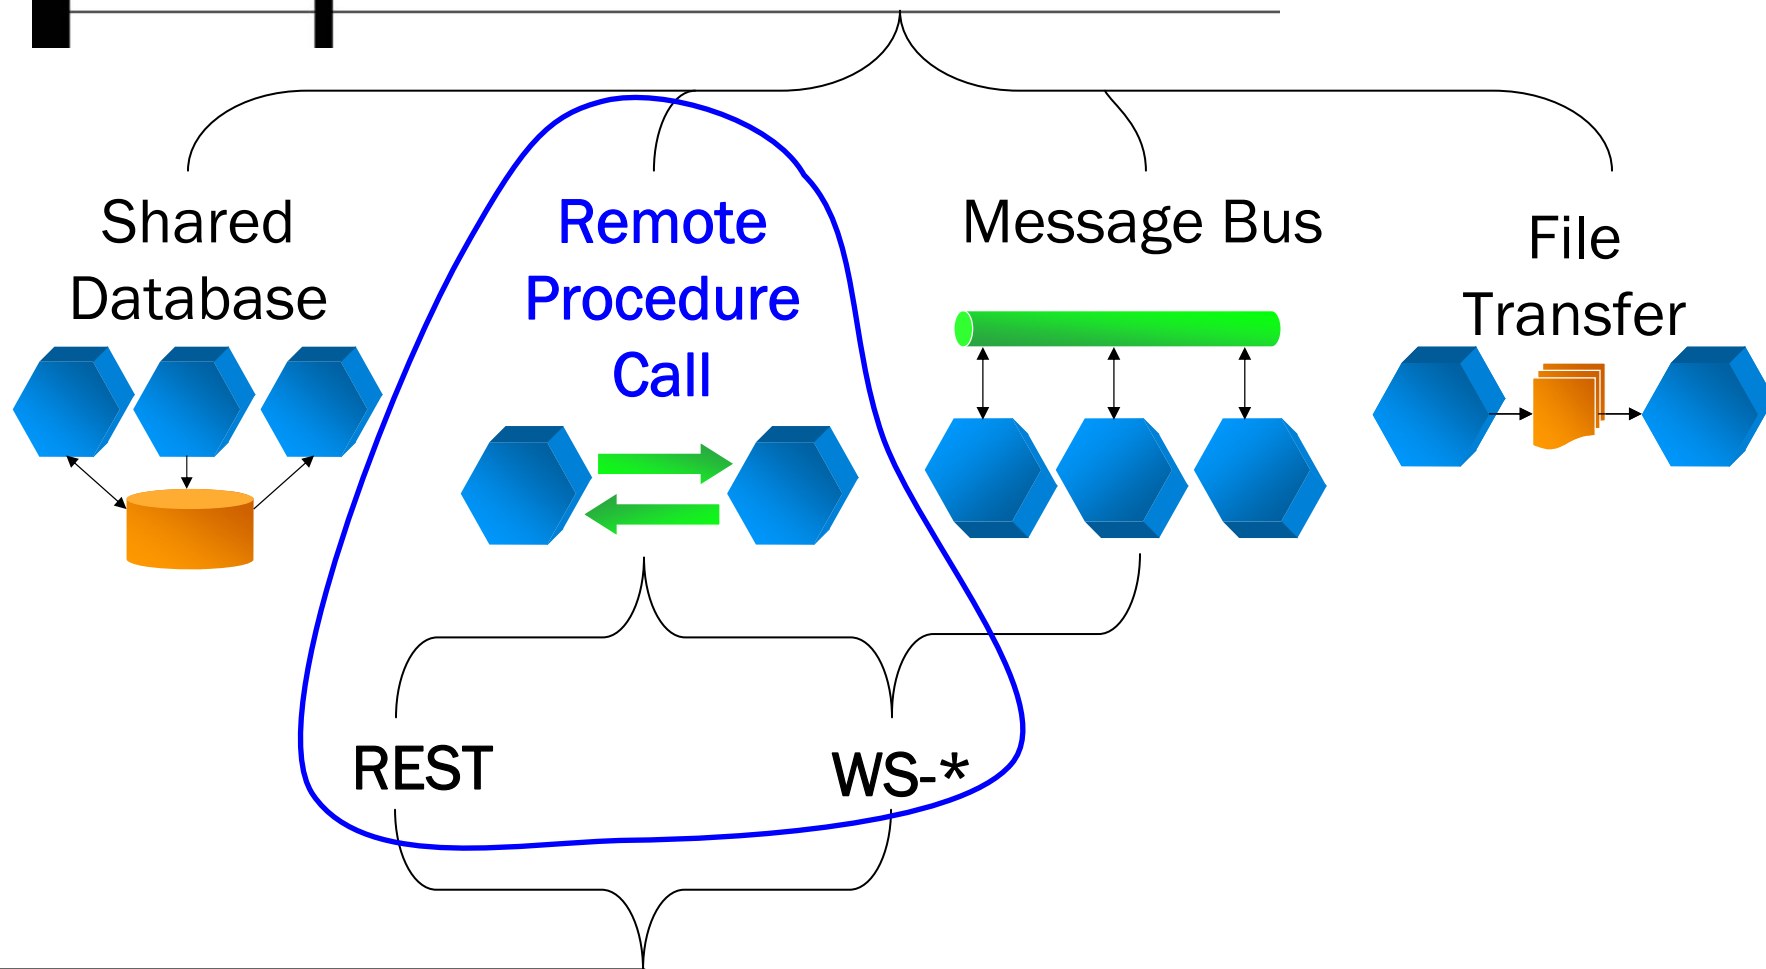 Shared
Database
Remote
Procedure
Call
Message Bus
File
Transfer
REST
WS-*